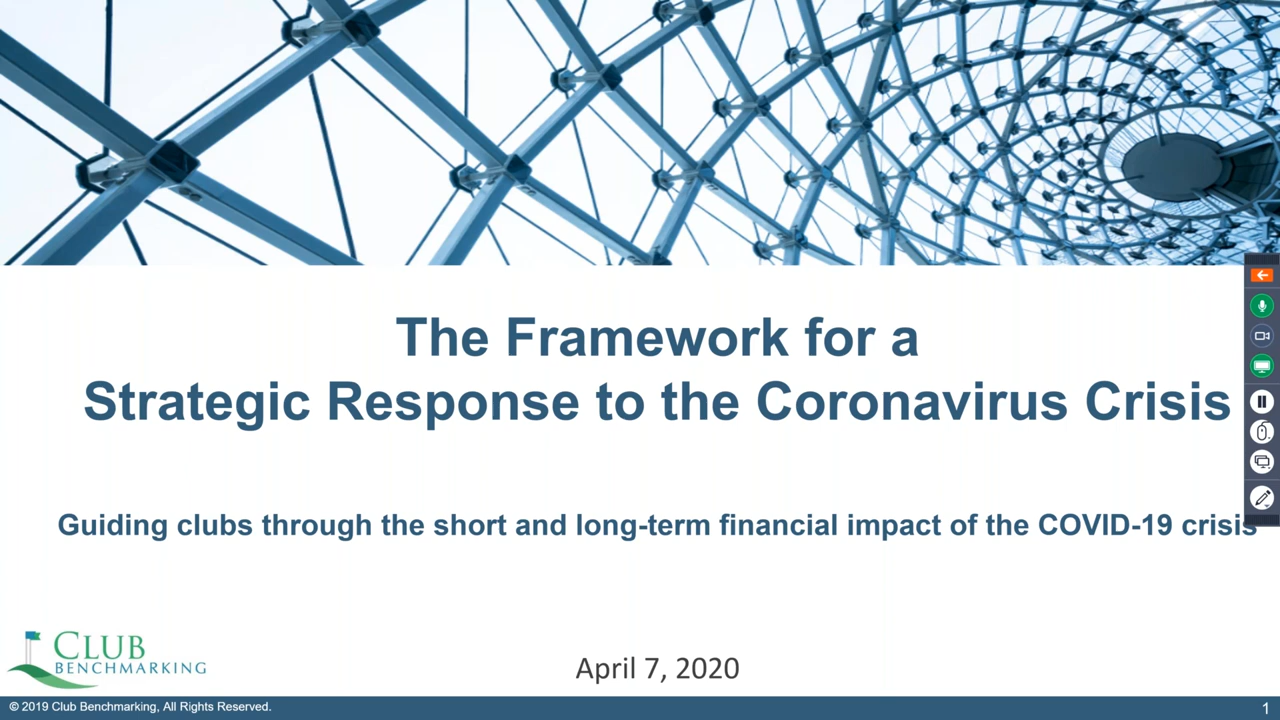 The Framework for a
Strategic Response to the Coronavirus Crisis
Guiding clubs through the short and long-term financial impact of the COVID-19 crisis
CLUB
BENCHMARKING
April 7, 2020
© 2019 Club Benchmarking, All Rights Reserved.
1